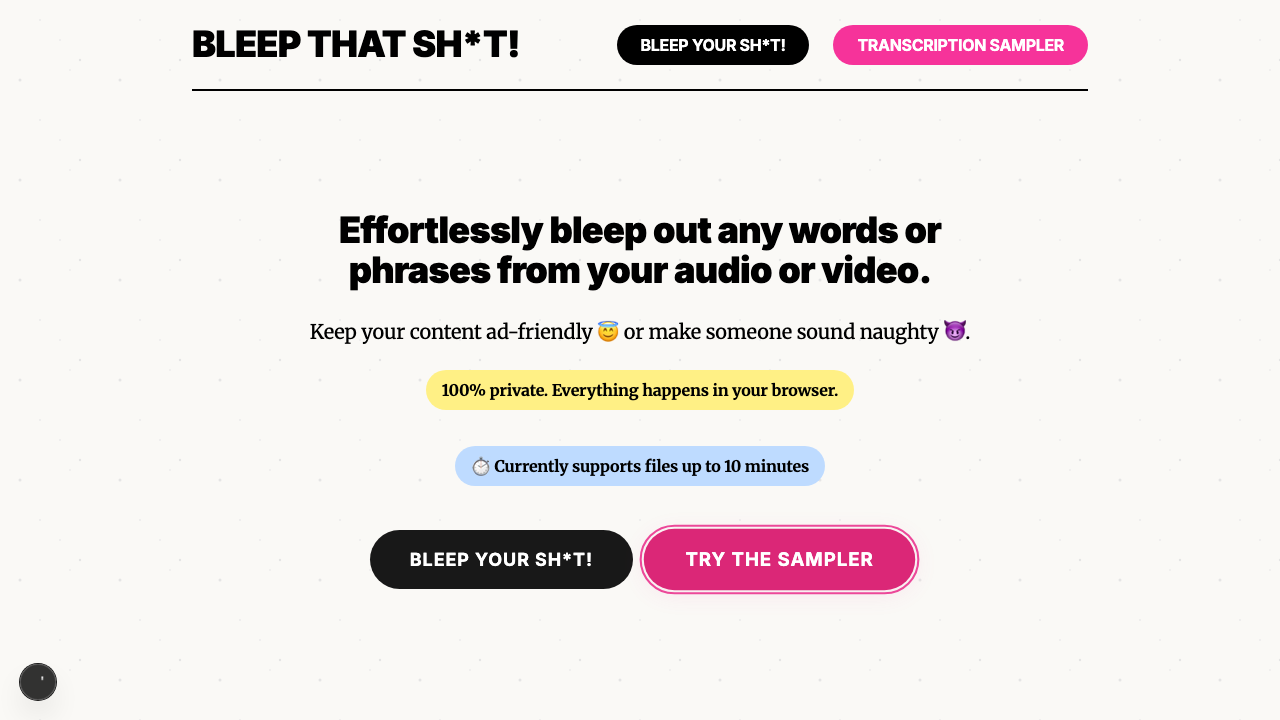 BLEEP THAT SH*T!
BLEEP YOUR SH*T!
TRANSCRIPTION SAMPLER
Effortlessly bleep out any words or
phrases from your audio or video.
Keep your content ad-friendly 😇 or make someone sound naughty 😈.
100% private. Everything happens in your browser.
⏱️ Currently supports files up to 10 minutes
BLEEP YOUR SH*T!
TRY THE SAMPLER